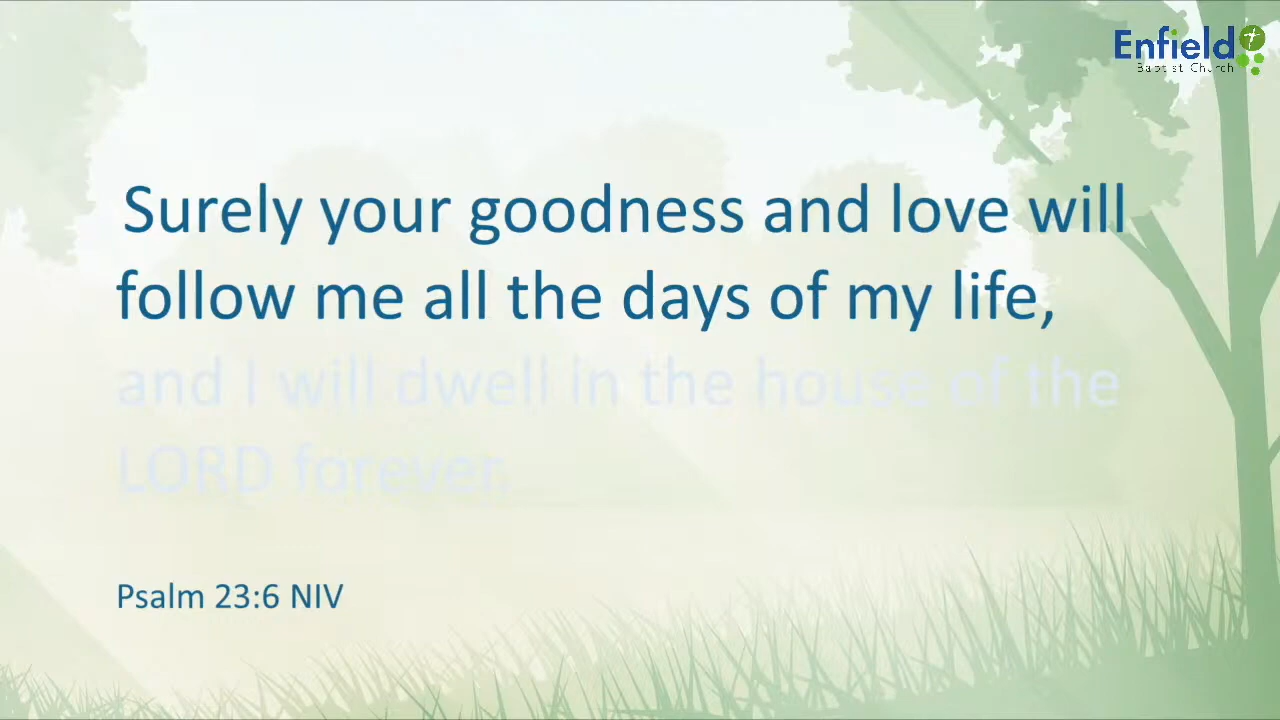 Enfield
Baptist Church
Surely your goodness and love will
follow me all the days of my life,
and I will dwell in the house of the
LORD forever.
Psalm 23:6 NIV